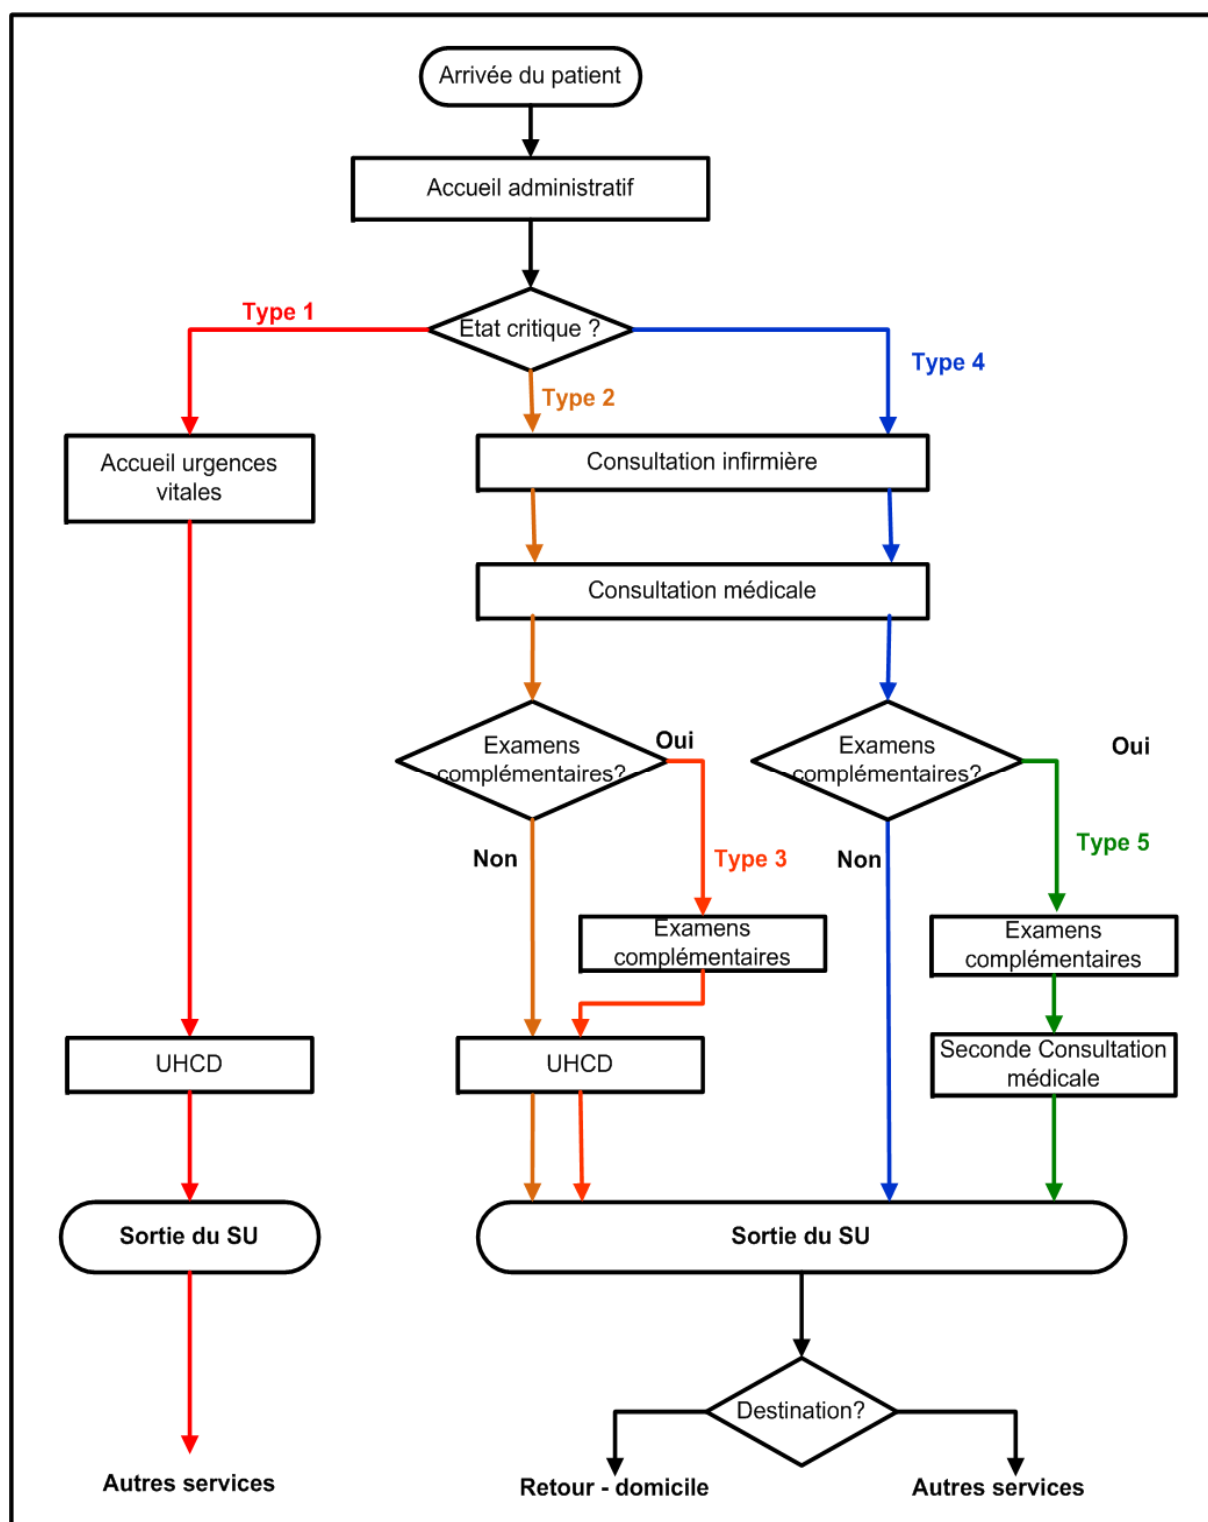 Arrivée du patient
Accueil administratif
Type 1
Etat critique ?
Type 4
Type 2
Accueil urgences
vitales
Consultation infirmière
Consultation médicale
Examens
complémentaires?
Oui
Examens
complémentaires?
Oui
Non
Type 3
Non
Type 5
Examens
complémentaires
Examens
complémentaires
UHCD
UHCD
Seconde Consultation
médicale
Sortie du SU
Sortie du SU
Destination?
Autres services
Retour - domicile
Autres services